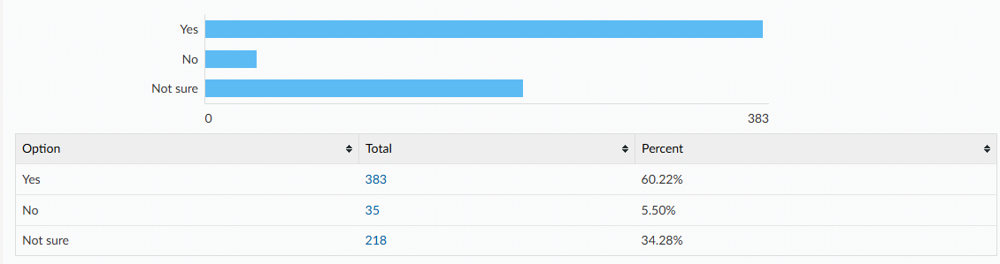 Yes
No
Not sure
0 383
Option Total Percent
Yes 383 60.22%
No 35 5.50%
Not sure 218 34.28%